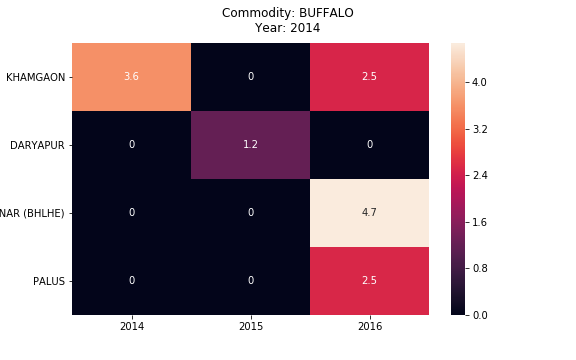 Commodity: BUFFALO
Year: 2014
KHAMGAON 3.6 0 2.5
DARYAPUR 0 1.2 0
NAR (BHLHE) 0 0 4.7
PALUS 0 0 2.5
2014 2015 2016
4.0
3.2
2.4
1.6
0.8
0.0